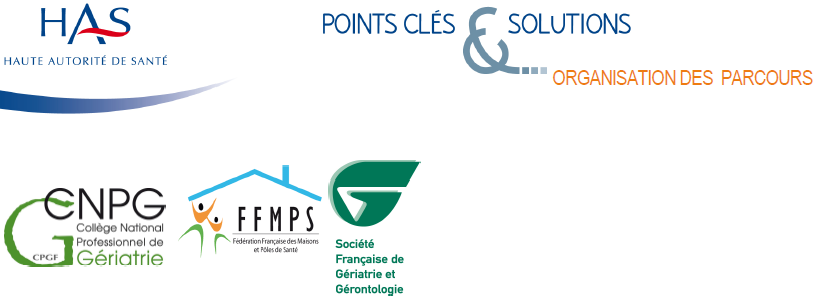 HAS
HAUTE AUTORITÉ DE SANTÉ
POINTS CLÉS & SOLUTIONS
ORGANISATION DES PARCOURS
CNPG
Collège National
Professionnel de
Gériatrie
CPGF
FFMPS
Fédération Française des Maisons
et Pôles de Santé
Société
Française de
Gériatrie et
Gérontologie